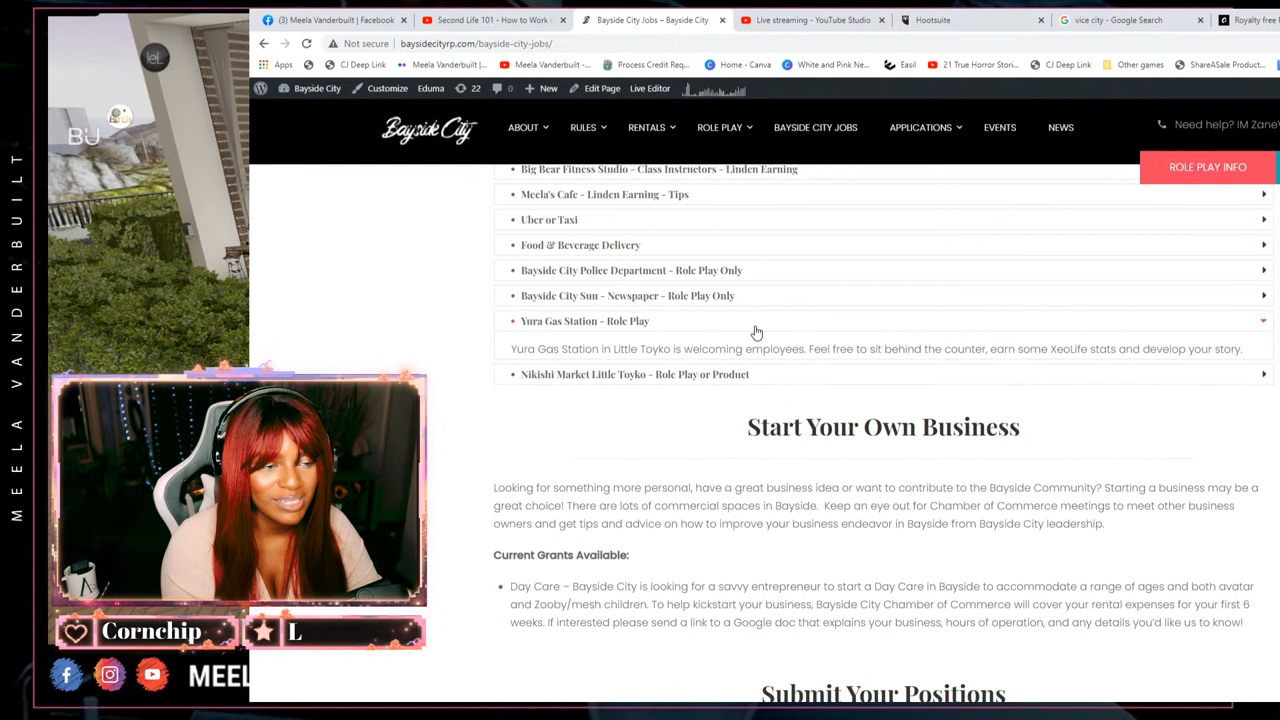 (3) Meela Vanderbuilt | Facebook × Second Life 101 - How to Work i × Bayside City Jobs – Bayside City × Live streaming - YouTube Studio × Hootsuite × vice city - Google Search × Royalty free
Not secure | baysidecityrp.com/bayside-city-jobs/
Apps CJ Deep Link Meela Vanderbuilt |... Meela Vanderbuilt -... Process Credit Req... Home - Canva White and Pink Ne... Easil 21 True Horror Stori... CJ Deep Link Other games ShareASale Product...
Bayside City Customize Eduma 22 0 New Edit Page Live Editor
Bayside City ABOUT RULES RENTALS ROLE PLAY BAYSIDE CITY JOBS APPLICATIONS EVENTS NEWS Need help? IM Zane
ROLE PLAY INFO
Big Bear Fitness Studio - Class Instructors - Linden Earning
Meela's Cafe - Linden Earning - Tips
Uber or Taxi
Food & Beverage Delivery
Bayside City Police Department - Role Play Only
Bayside City Sun - Newspaper - Role Play Only
Yura Gas Station - Role Play
Yura Gas Station in Little Toyko is welcoming employees. Feel free to sit behind the counter, earn some XeoLife stats and develop your story.
Nikishi Market Little Toyko - Role Play or Product
Start Your Own Business
Looking for something more personal, have a great business idea or want to contribute to the Bayside Community? Starting a business may be a
great choice! There are lots of commercial spaces in Bayside. Keep an eye out for Chamber of Commerce meetings to meet other business
owners and get tips and advice on how to improve your business endeavor in Bayside from Bayside City leadership.
Current Grants Available:
Day Care – Bayside City is looking for a savvy entrepreneur to start a Day Care in Bayside to accommodate a range of ages and both avatar
and Zooby/mesh children. To help kickstart your business, Bayside City Chamber of Commerce will cover your rental expenses for your first 6
weeks. If interested please send a link to a Google doc that explains your business, hours of operation, and any details you'd like us to know!
Submit Your Positions
MEELA VANDERBUILT
BU
Cornchip
L
MEEL